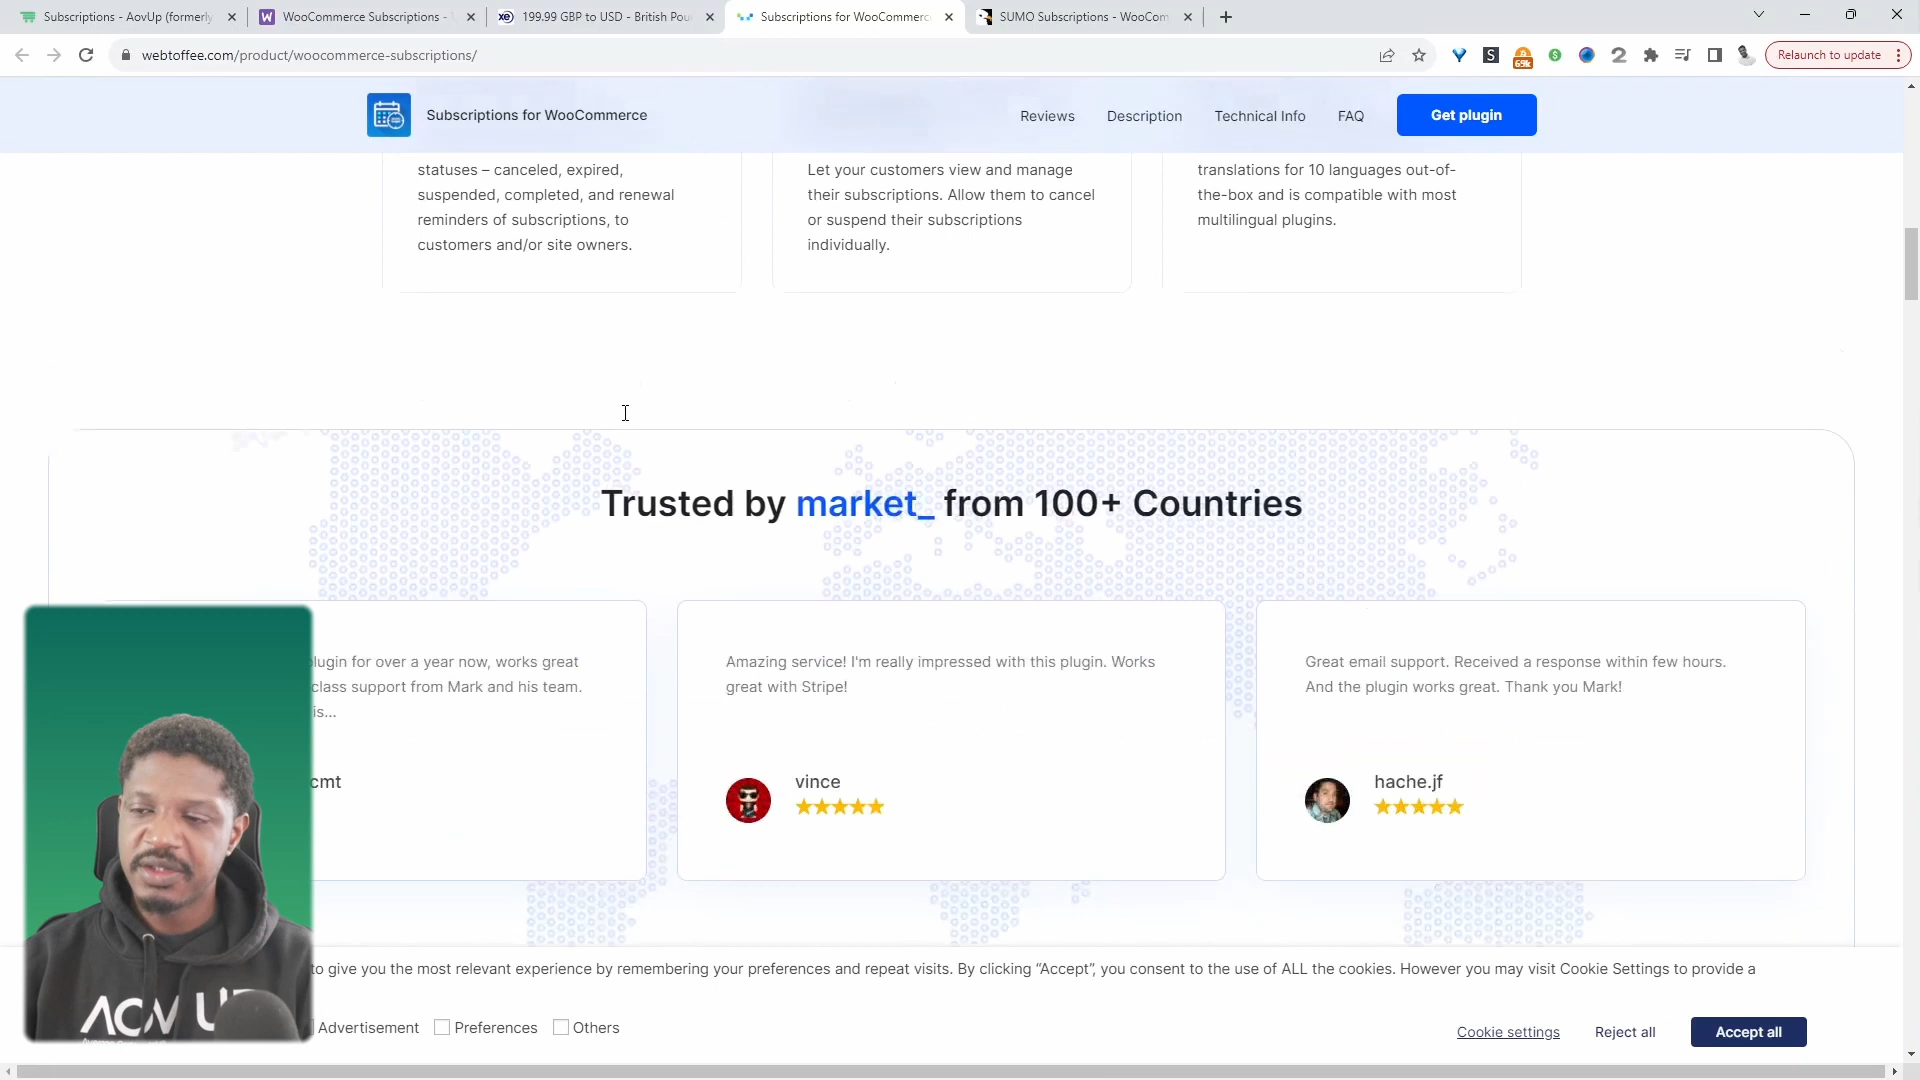 Subscriptions - AovUp (formerly
WooCommerce Subscriptions -
199.99 GBP to USD - British Pou
Subscriptions for WooCommerce
SUMO Subscriptions - WooCom
webtoffee.com/product/woocommerce-subscriptions/
69k
Relaunch to update
Subscriptions for WooCommerce
Reviews
Description
Technical Info
FAQ
Get plugin
statuses – canceled, expired,
suspended, completed, and renewal
reminders of subscriptions, to
customers and/or site owners.
Let your customers view and manage
their subscriptions. Allow them to cancel
or suspend their subscriptions
individually.
translations for 10 languages out-of-
the-box and is compatible with most
multilingual plugins.
Trusted by market_ from 100+ Countries
plugin for over a year now, works great
class support from Mark and his team.
is...
cmt
Amazing service! I'm really impressed with this plugin. Works
great with Stripe!
vince
Great email support. Received a response within few hours.
And the plugin works great. Thank you Mark!
hache.jf
to give you the most relevant experience by remembering your preferences and repeat visits. By clicking “Accept”, you consent to the use of ALL the cookies. However you may visit Cookie Settings to provide a
Advertisement
Preferences
Others
Cookie settings
Reject all
Accept all